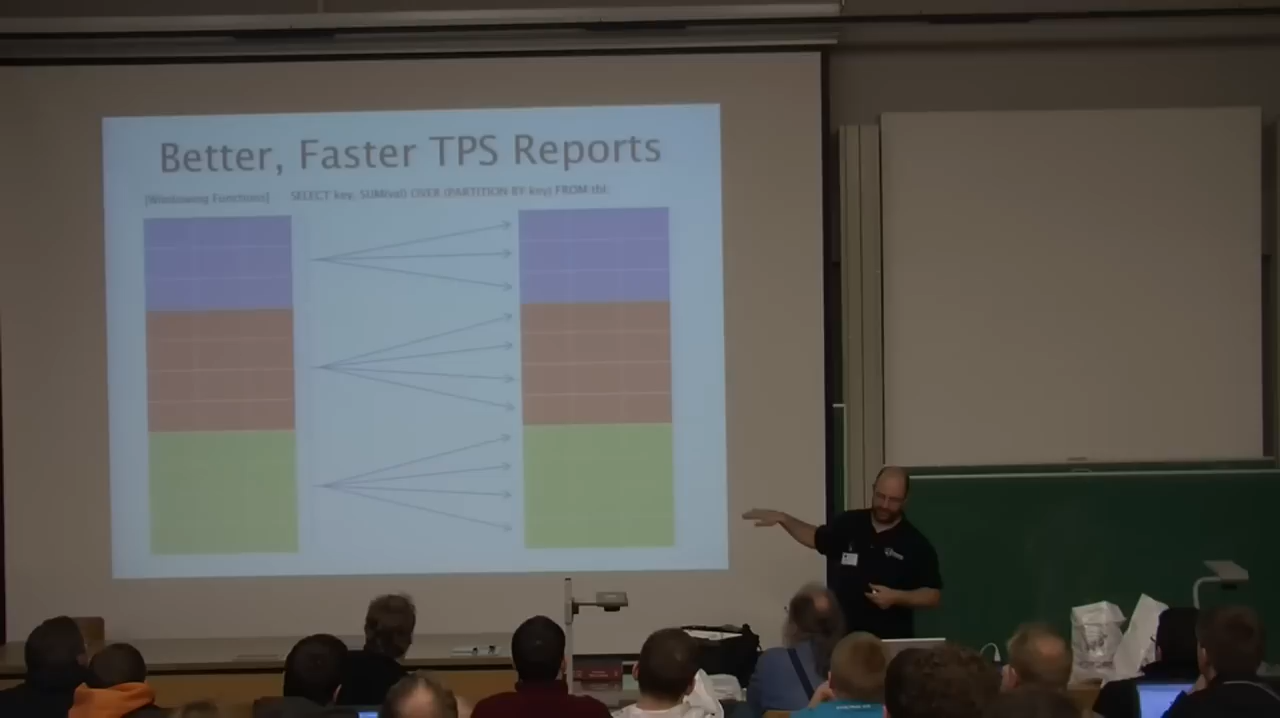 Better, Faster TPS Reports
[Windowing Functions] SELECT key, SUM(val) OVER (PARTITION BY key) FROM tbl;